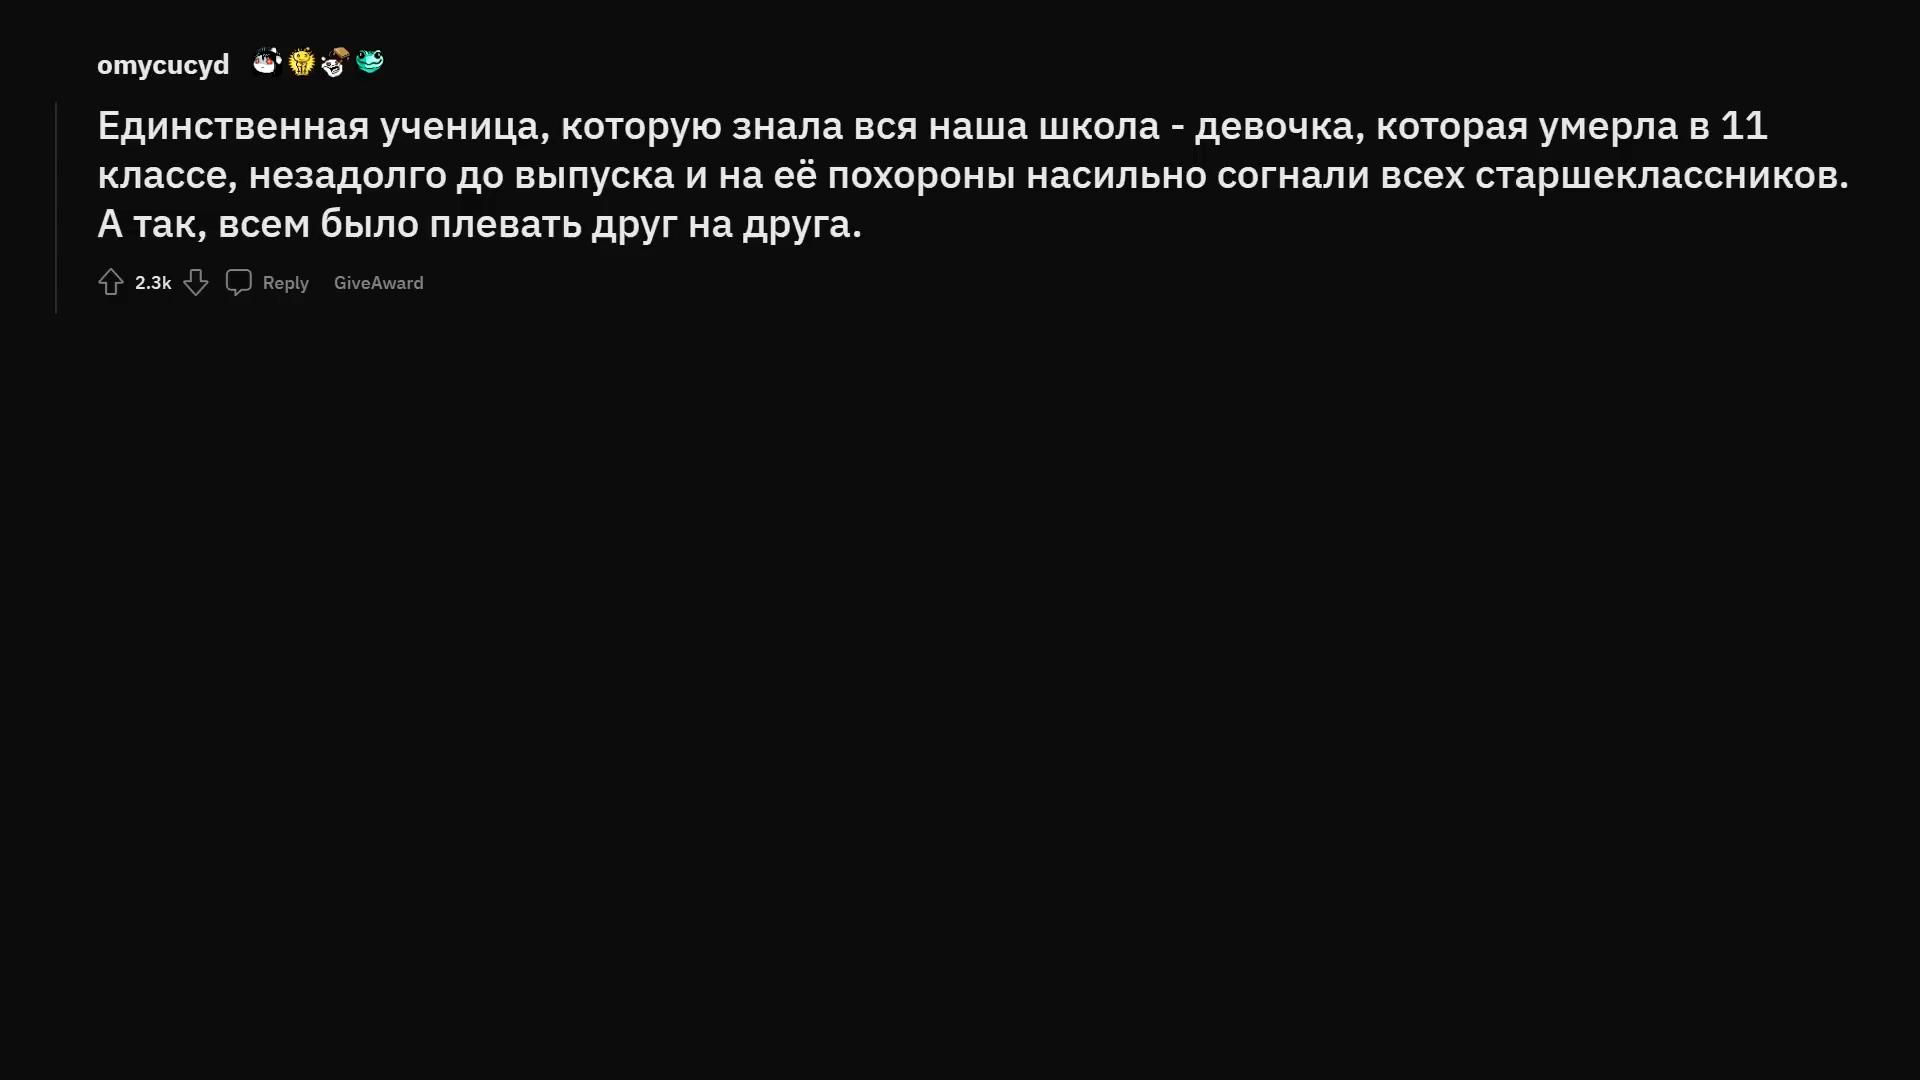 omycucyd
Единственная ученица, которую знала вся наша школа - девочка, которая умерла в 11
классе, незадолго до выпуска и на её похороны насильно согнали всех старшеклассников.
А так, всем было плевать друг на друга.
2.3k Reply GiveAward